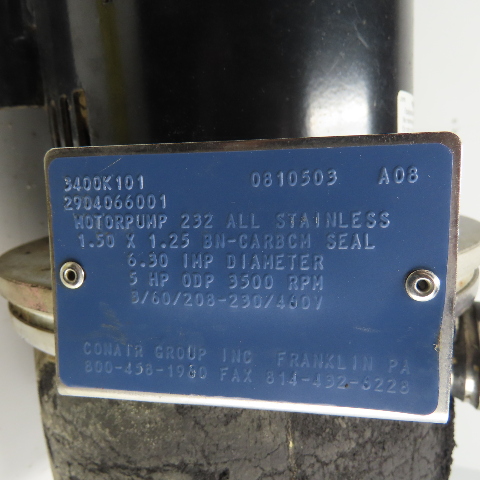 3400K101 0810503 A08
2904066001
MOTORPUMP 232 ALL STAINLESS
1.50 X 1.25 BN-CARBCM SEAL
6.30 IMP DIAMETER
5 HP ODP 3500 RPM
3/60/208-230/460V
CONAIR GROUP INC FRANKLIN PA
800-458-1960 FAX 814-432-6228